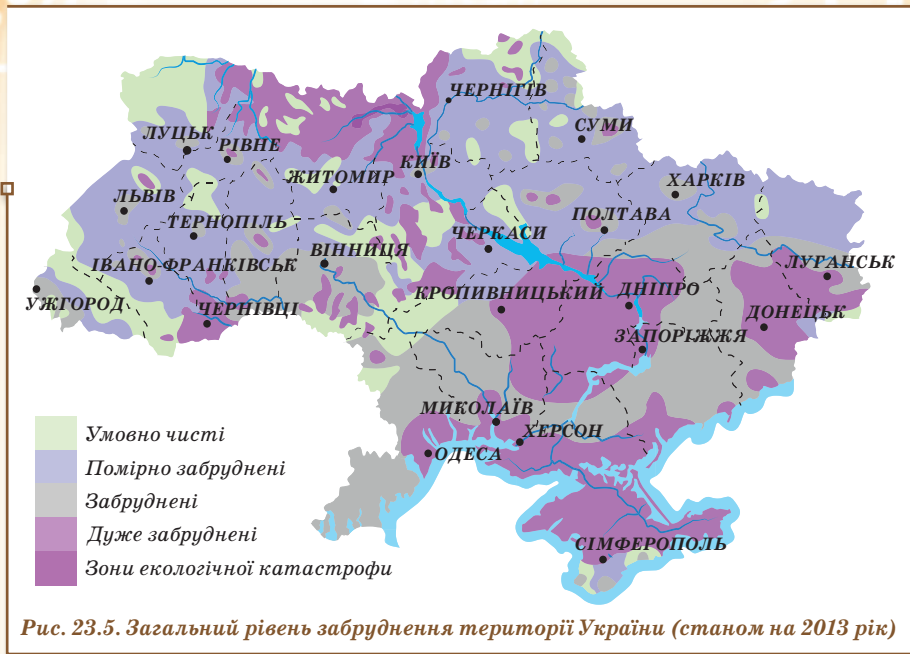 ЧЕРНІГІВ
СУМИ
ЛУЦЬК
РІВНЕ
КИЇВ
ЖИТОМИР
ХАРКІВ
ЛЬВІВ
ПОЛТАВА
ТЕРНОПІЛЬ
ЧЕРКАСИ
ВІННИЦЯ
ІВАНО-ФРАНКІВСЬК
ЛУГАНСЬК
УЖГОРОД
КРОПИВНИЦЬКИЙ
ДНІПРО
ЧЕРНІВЦІ
ДОНЕЦЬК
ЗАПОРІЖЖЯ
МИКОЛАЇВ
ХЕРСОН
ОДЕСА
СІМФЕРОПОЛЬ
Умовно чисті
Помірно забруднені
Забруднені
Дуже забруднені
Зони екологічної катастрофи
Рис. 23.5. Загальний рівень забруднення території України (станом на 2013 рік)